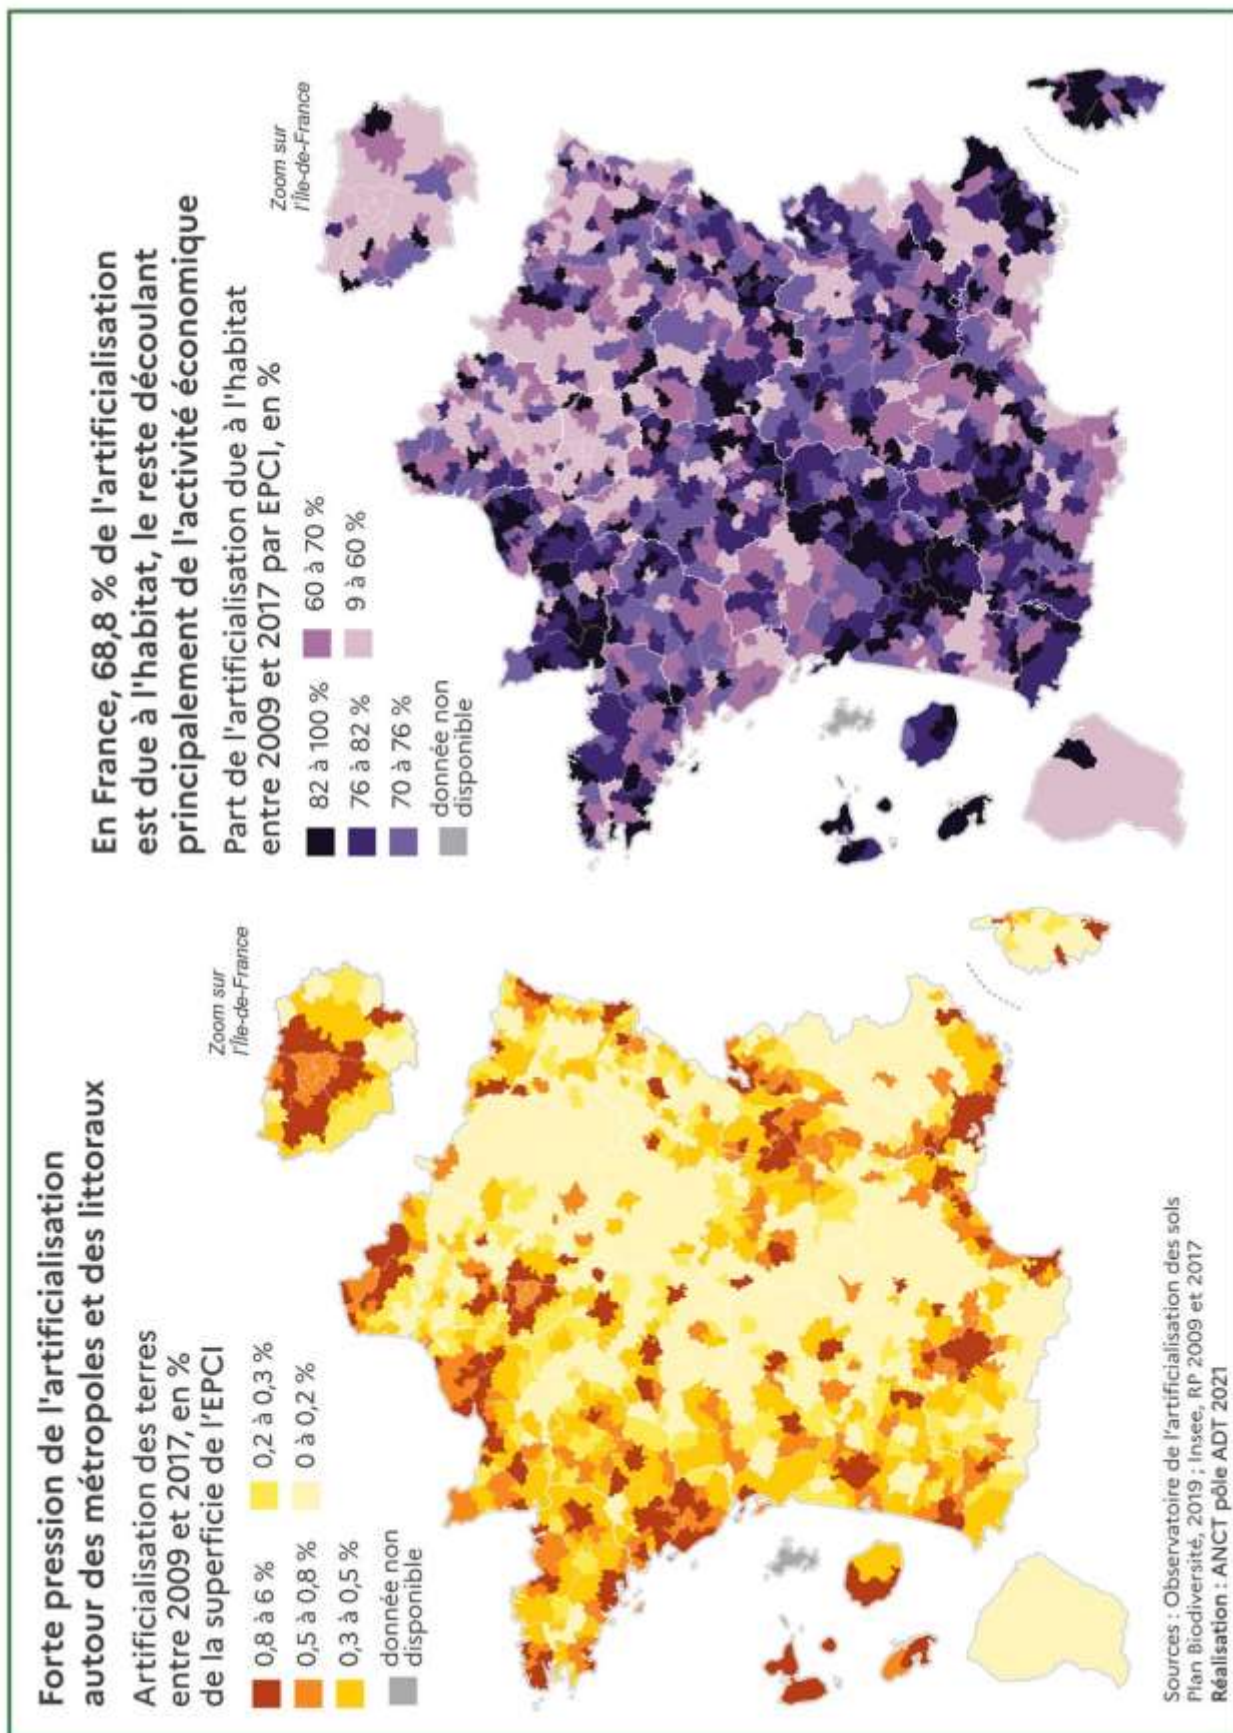 Forte pression de l'artificialisation
autour des métropoles et des littoraux
Artificialisation des terres
entre 2009 et 2017, en %
de la superficie de l'EPCI
0,8 à 6 %
0,5 à 0,8 %
0,3 à 0,5 %
0,2 à 0,3 %
0 à 0,2 %
donnée non
disponible
Zoom sur
l'Île-de-France
Sources : Observatoire de l'artificialisation des sols
Plan Biodiversité, 2019 ; Insee, RP 2009 et 2017
Réalisation : ANCT pôle ADT 2021
En France, 68,8 % de l'artificialisation
est due à l'habitat, le reste découlant
principalement de l'activité économique
Part de l'artificialisation due à l'habitat
entre 2009 et 2017 par EPCI, en %
82 à 100 %
76 à 82 %
70 à 76 %
60 à 70 %
9 à 60 %
donnée non
disponible
Zoom sur
l'Île-de-France